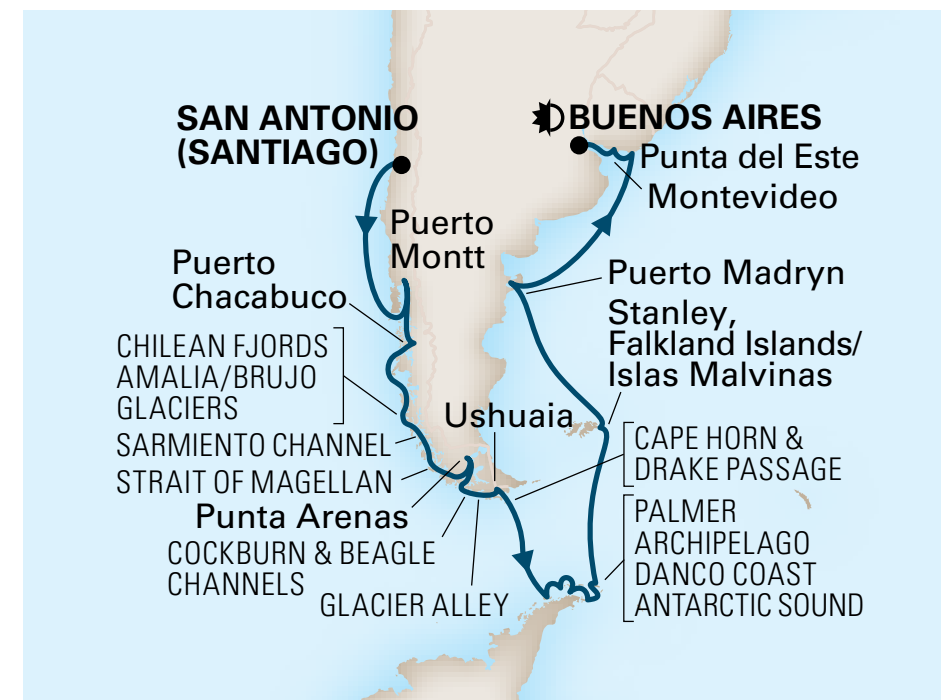 SAN ANTONIO
(SANTIAGO)
BUENOS AIRES
Punta del Este
Montevideo
Puerto
Montt
Puerto
Chacabuco
Puerto Madryn
Stanley,
Falkland Islands/
Islas Malvinas
CHILEAN FJORDS
AMALIA/BRUJO
GLACIERS
Ushuaia
SARMIENTO CHANNEL
CAPE HORN &
DRAKE PASSAGE
STRAIT OF MAGELLAN
Punta Arenas
PALMER
ARCHIPELAGO
DANCO COAST
ANTARCTIC SOUND
COCKBURN & BEAGLE
CHANNELS
GLACIER ALLEY